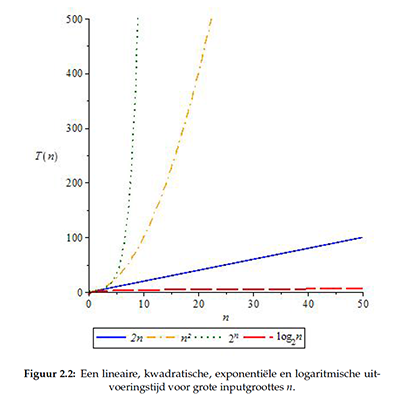 500
400
300
T(n)
200
100
0
0 10 20 30 40 50
n
2n n² 2ⁿ log₂n
Figuur 2.2: Een lineaire, kwadratische, exponentiële en logaritmische uit-
voeringstijd voor grote inputgroottes n.